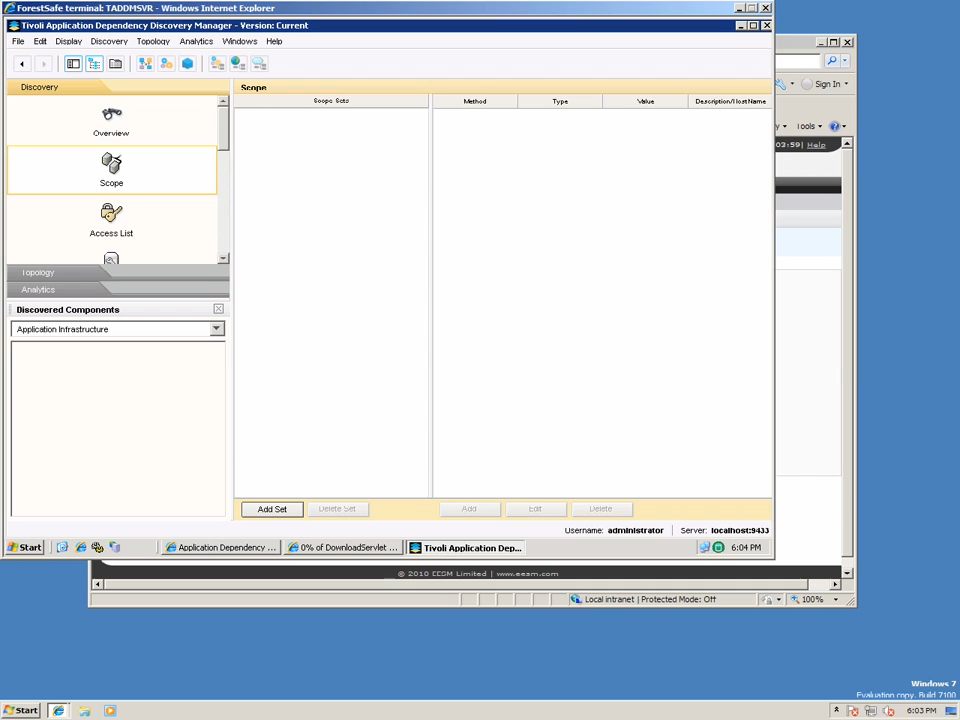 ForestSafe terminal: TADDMSVR - Windows Internet Explorer
Tivoli Application Dependency Discovery Manager - Version: Current
File Edit Display Discovery Topology Analytics Windows Help
Sign In
Discovery
Scope
Scope Sets
Method Type Value Description/HostName
Overview
Scope
Access List
Tools
03:59| Help
Topology
Analytics
Discovered Components
Application Infrastructure
Add Set Delete Set Add Edit Delete
Username: administrator Server: localhost:9433
Start Application Dependency ... 0% of DownloadServlet ... Tivoli Application Dep... 6:04 PM
© 2010 EESM Limited | www.eesm.com
Local intranet | Protected Mode: Off 100%
Windows 7
Evaluation copy. Build 7100
Start 6:03 PM